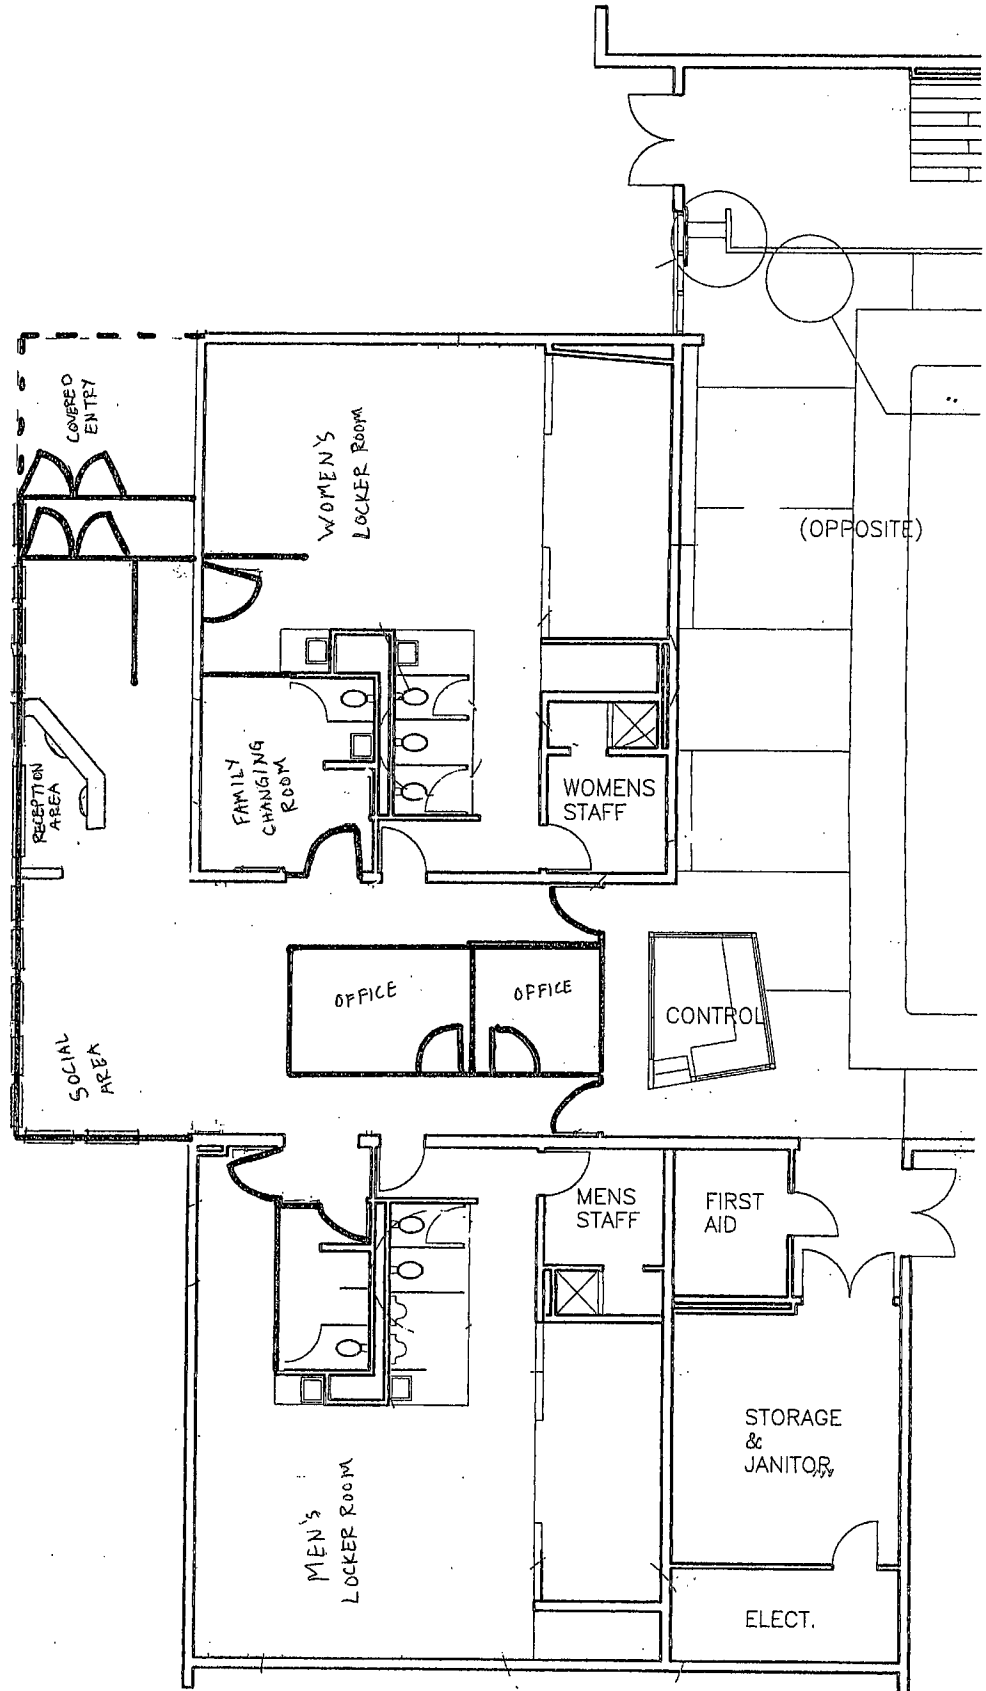 COVERED
ENTRY
WOMEN'S
LOCKER ROOM
(OPPOSITE)
RECEPTION
AREA
FAMILY
CHANGING
ROOM
WOMENS
STAFF
OFFICE
OFFICE
CONTROL
SOCIAL
AREA
MENS
STAFF
FIRST
AID
STORAGE
&
JANITOR
MEN'S
LOCKER ROOM
ELECT.